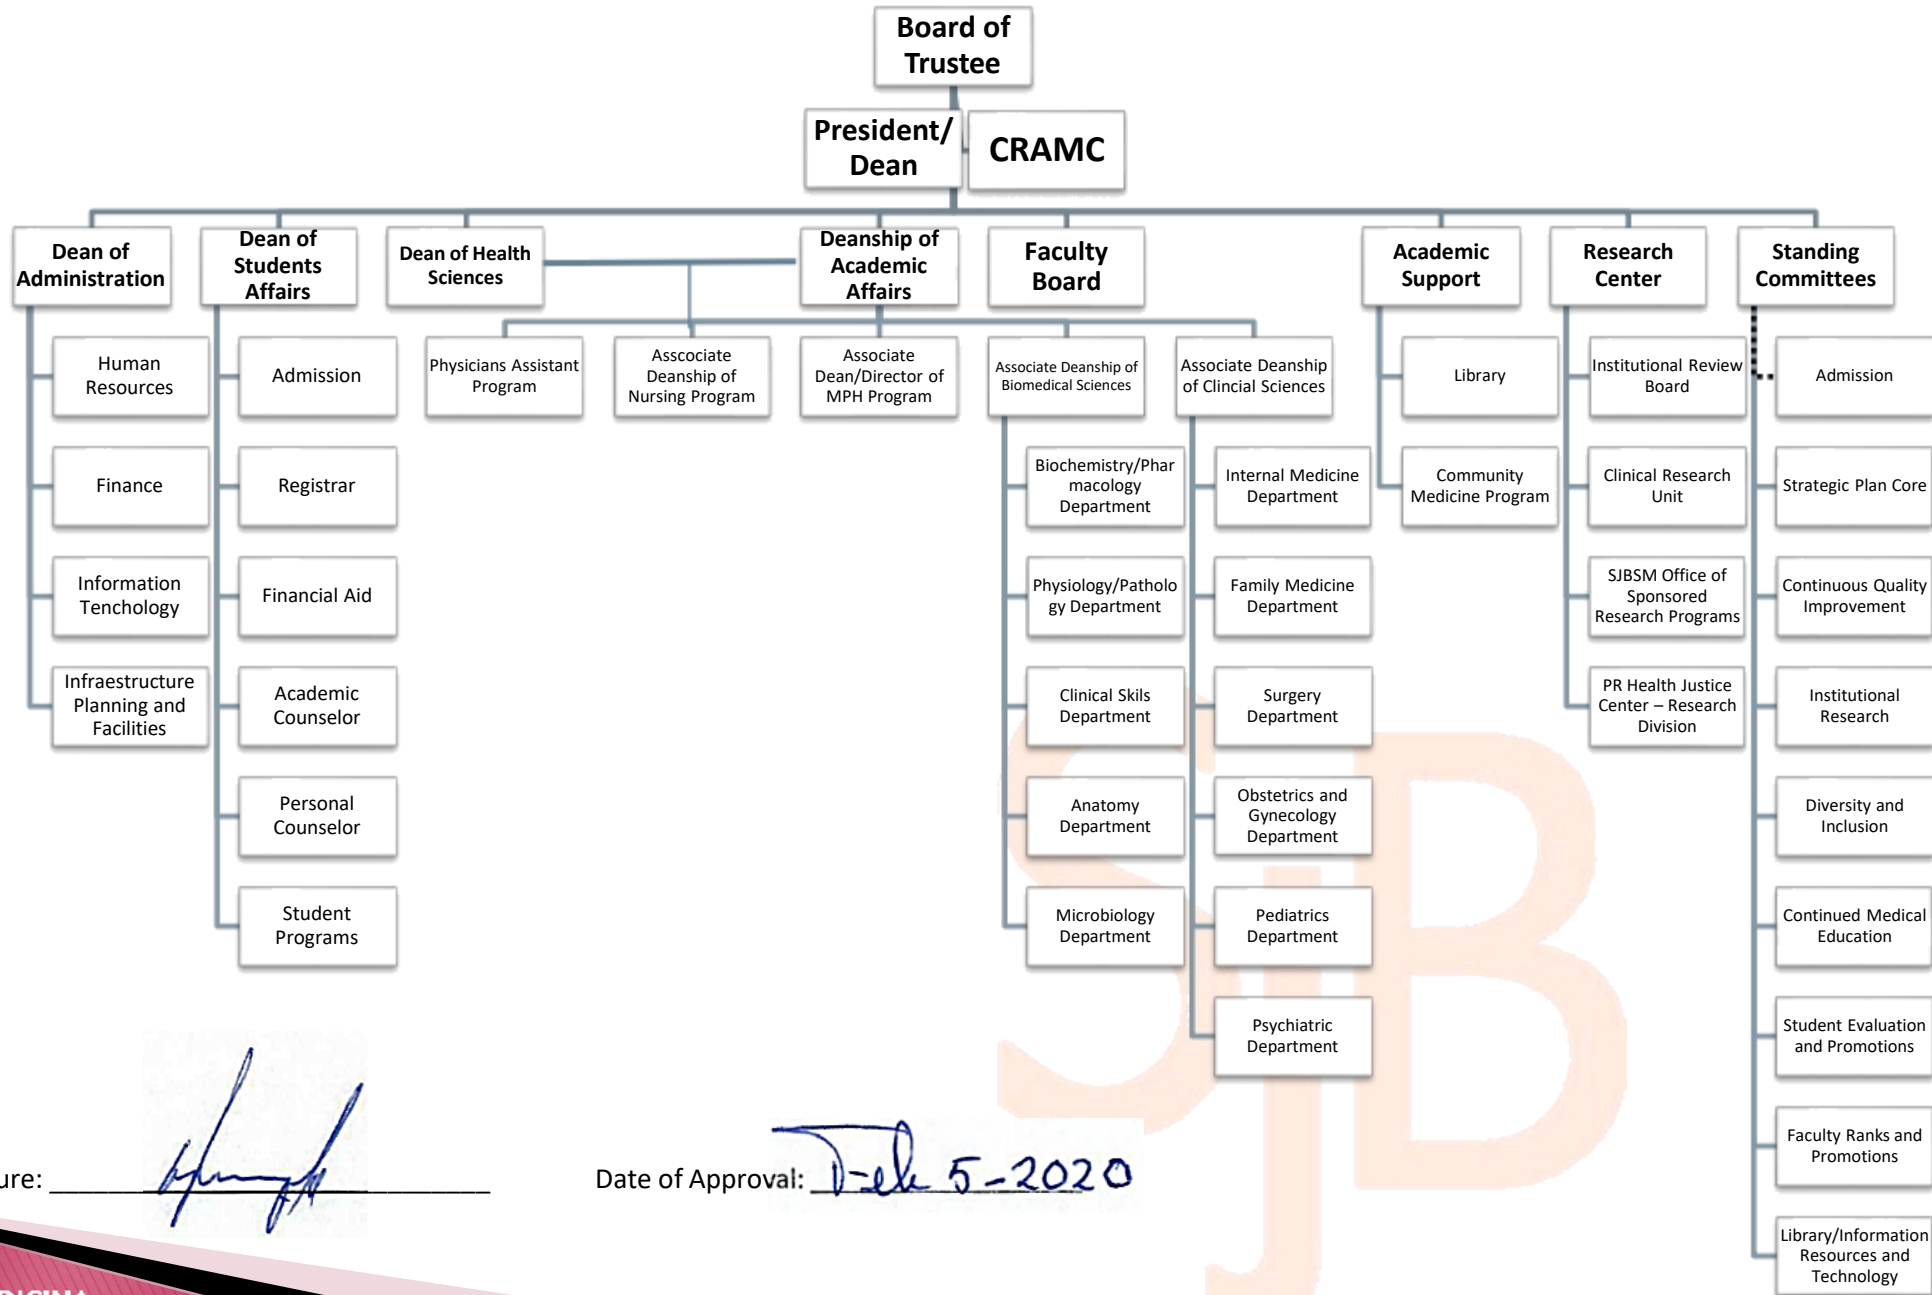 Board of
Trustee
President/
Dean
CRAMC
Dean of
Administration
Dean of
Students
Affairs
Dean of Health
Sciences
Deanship of
Academic
Affairs
Faculty
Board
Academic
Support
Research
Center
Standing
Committees
Human
Resources
Finance
Information
Tenchology
Infraestructure
Planning and
Facilities
Admission
Registrar
Financial Aid
Academic
Counselor
Personal
Counselor
Student
Programs
Physicians Assistant
Program
Asscociate
Deanship of
Nursing Program
Associate
Dean/Director of
MPH Program
Associate Deanship of
Biomedical Sciences
Associate Deanship
of Clincial Sciences
Biochemistry/Phar
macology
Department
Physiology/Patholo
gy Department
Clinical Skils
Department
Anatomy
Department
Microbiology
Department
Internal Medicine
Department
Family Medicine
Department
Surgery
Department
Obstetrics and
Gynecology
Department
Pediatrics
Department
Psychiatric
Department
Library
Community
Medicine Program
Institutional Review
Board
Clinical Research
Unit
SJBSM Office of
Sponsored
Research Programs
PR Health Justice
Center – Research
Division
Admission
Strategic Plan Core
Continuous Quality
Improvement
Institutional
Research
Diversity and
Inclusion
Continued Medical
Education
Student Evaluation
and Promotions
Faculty Ranks and
Promotions
Library/Information
Resources and
Technology
SJB
ure:
Date of Approval: Feb 5-2020